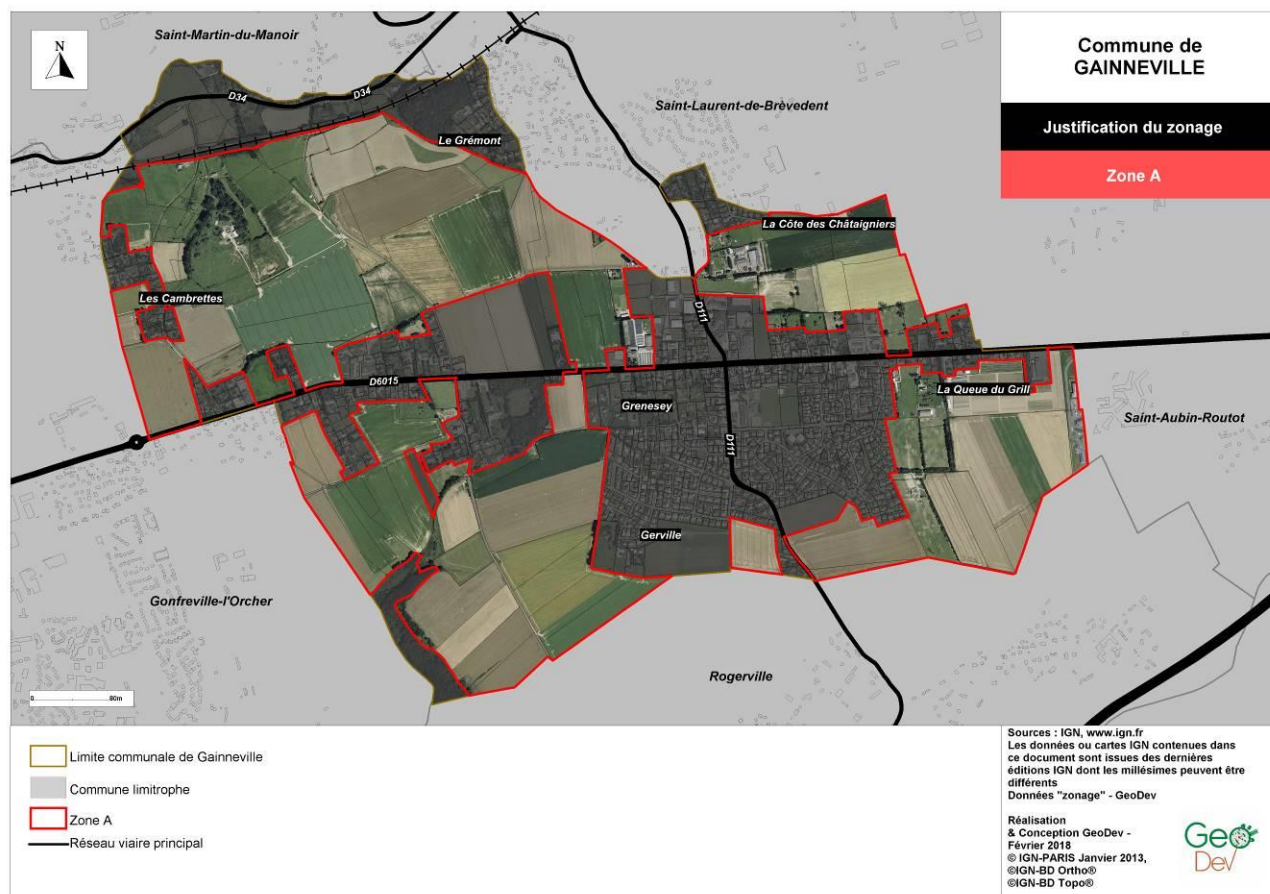 Commune de
GAINNEVILLE
Justification du zonage
Zone A
N
Saint-Martin-du-Manoir
D34
D34
Saint-Laurent-de-Brèvedent
Le Grémont
La Côte des Châtaigniers
Les Cambrettes
D111
D6015
La Queue du Grill
Grenesey
Saint-Aubin-Routot
D111
Gerville
Gonfreville-l'Orcher
Rogerville
0 80m
Limite communale de Gainneville
Commune limitrophe
Zone A
Réseau viaire principal
Sources : IGN, www.ign.fr
Les données ou cartes IGN contenues dans
ce document sont issues des dernières
éditions IGN dont les millésimes peuvent être
différents
Données "zonage" - GeoDev
Réalisation
& Conception GeoDev -
Février 2018
© IGN-PARIS Janvier 2013,
©IGN-BD Ortho®
©IGN-BD Topo®
Geo
Dev